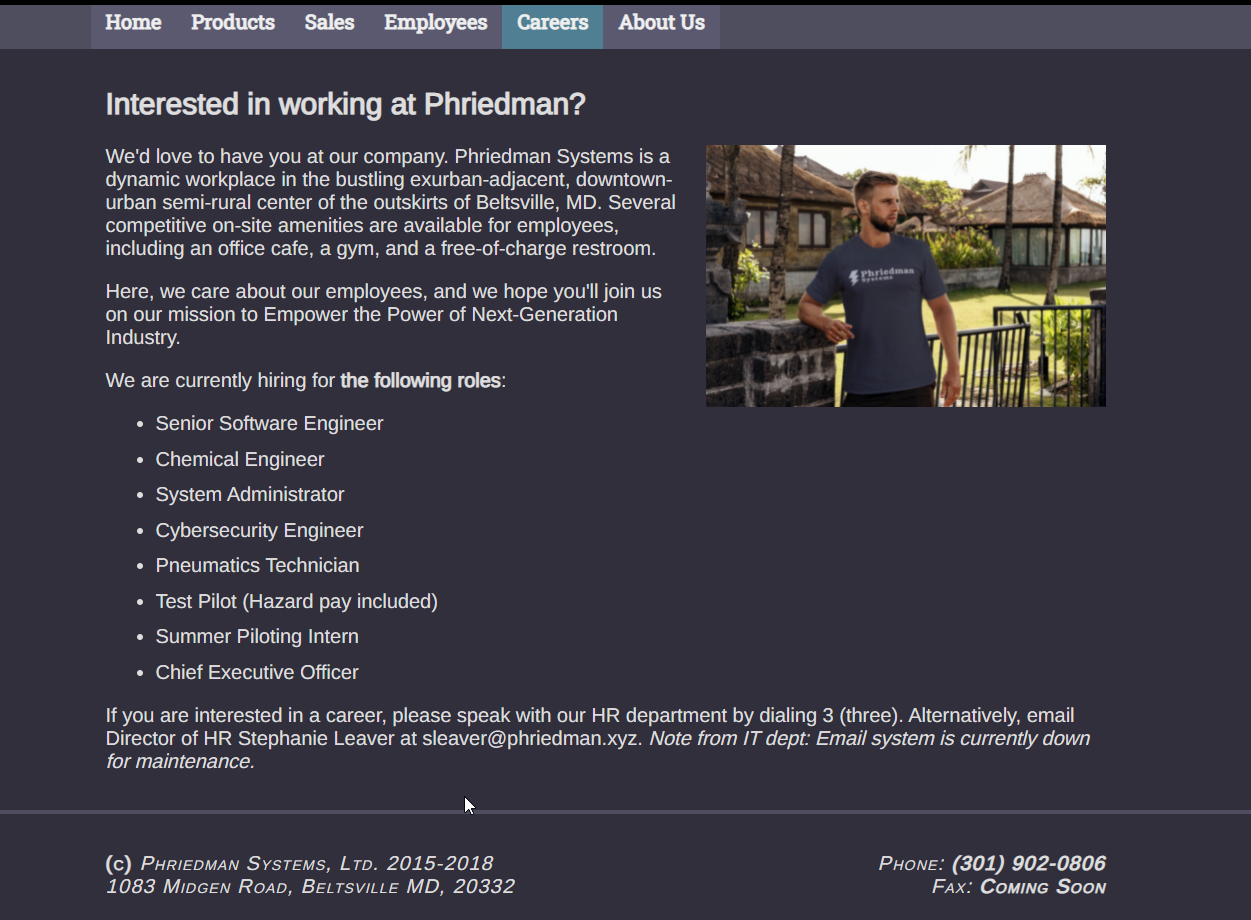 Home Products Sales Employees Careers About Us
Interested in working at Phriedman?
We'd love to have you at our company. Phriedman Systems is a
dynamic workplace in the bustling exurban-adjacent, downtown-
urban semi-rural center of the outskirts of Beltsville, MD. Several
competitive on-site amenities are available for employees,
including an office cafe, a gym, and a free-of-charge restroom.
Here, we care about our employees, and we hope you'll join us
on our mission to Empower the Power of Next-Generation
Industry.
Phriedman
Systems
We are currently hiring for the following roles:
• Senior Software Engineer
• Chemical Engineer
• System Administrator
• Cybersecurity Engineer
• Pneumatics Technician
• Test Pilot (Hazard pay included)
• Summer Piloting Intern
• Chief Executive Officer
If you are interested in a career, please speak with our HR department by dialing 3 (three). Alternatively, email
Director of HR Stephanie Leaver at sleaver@phriedman.xyz. Note from IT dept: Email system is currently down
for maintenance.
(c) Phriedman Systems, Ltd. 2015-2018
1083 Midgen Road, Beltsville MD, 20332
Phone: (301) 902-0806
Fax: Coming Soon